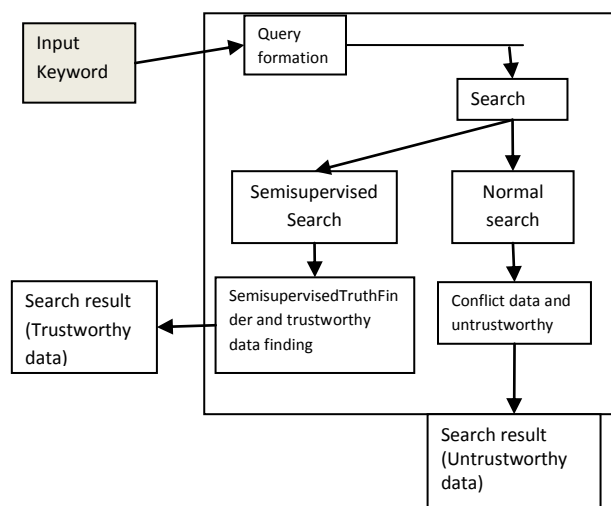 Input
Keyword
Query
formation
Search
Semisupervised
Search
Normal
search
SemisupervisedTruthFin
der and trustworthy
data finding
Conflict data and
untrustworthy
Search result
(Trustworthy
data)
Search result
(Untrustworthy
data)